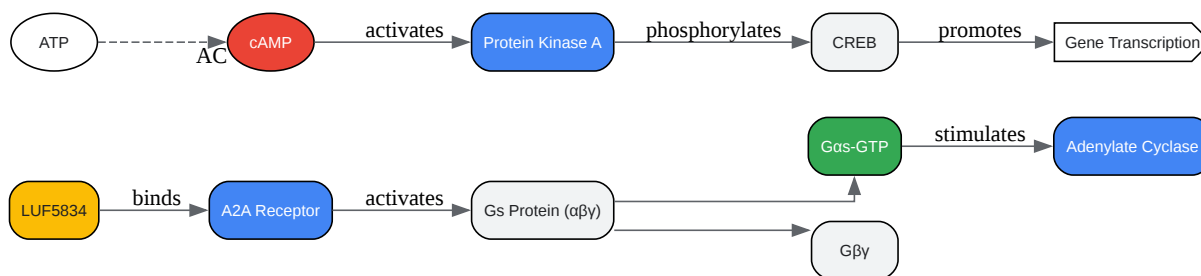 ATP
AC
cAMP
activates
Protein Kinase A
phosphorylates
CREB
promotes
Gene Transcription
Gαs-GTP
stimulates
Adenylate Cyclase
LUF5834
binds
A2A Receptor
activates
Gs Protein (αβγ)
Gβγ